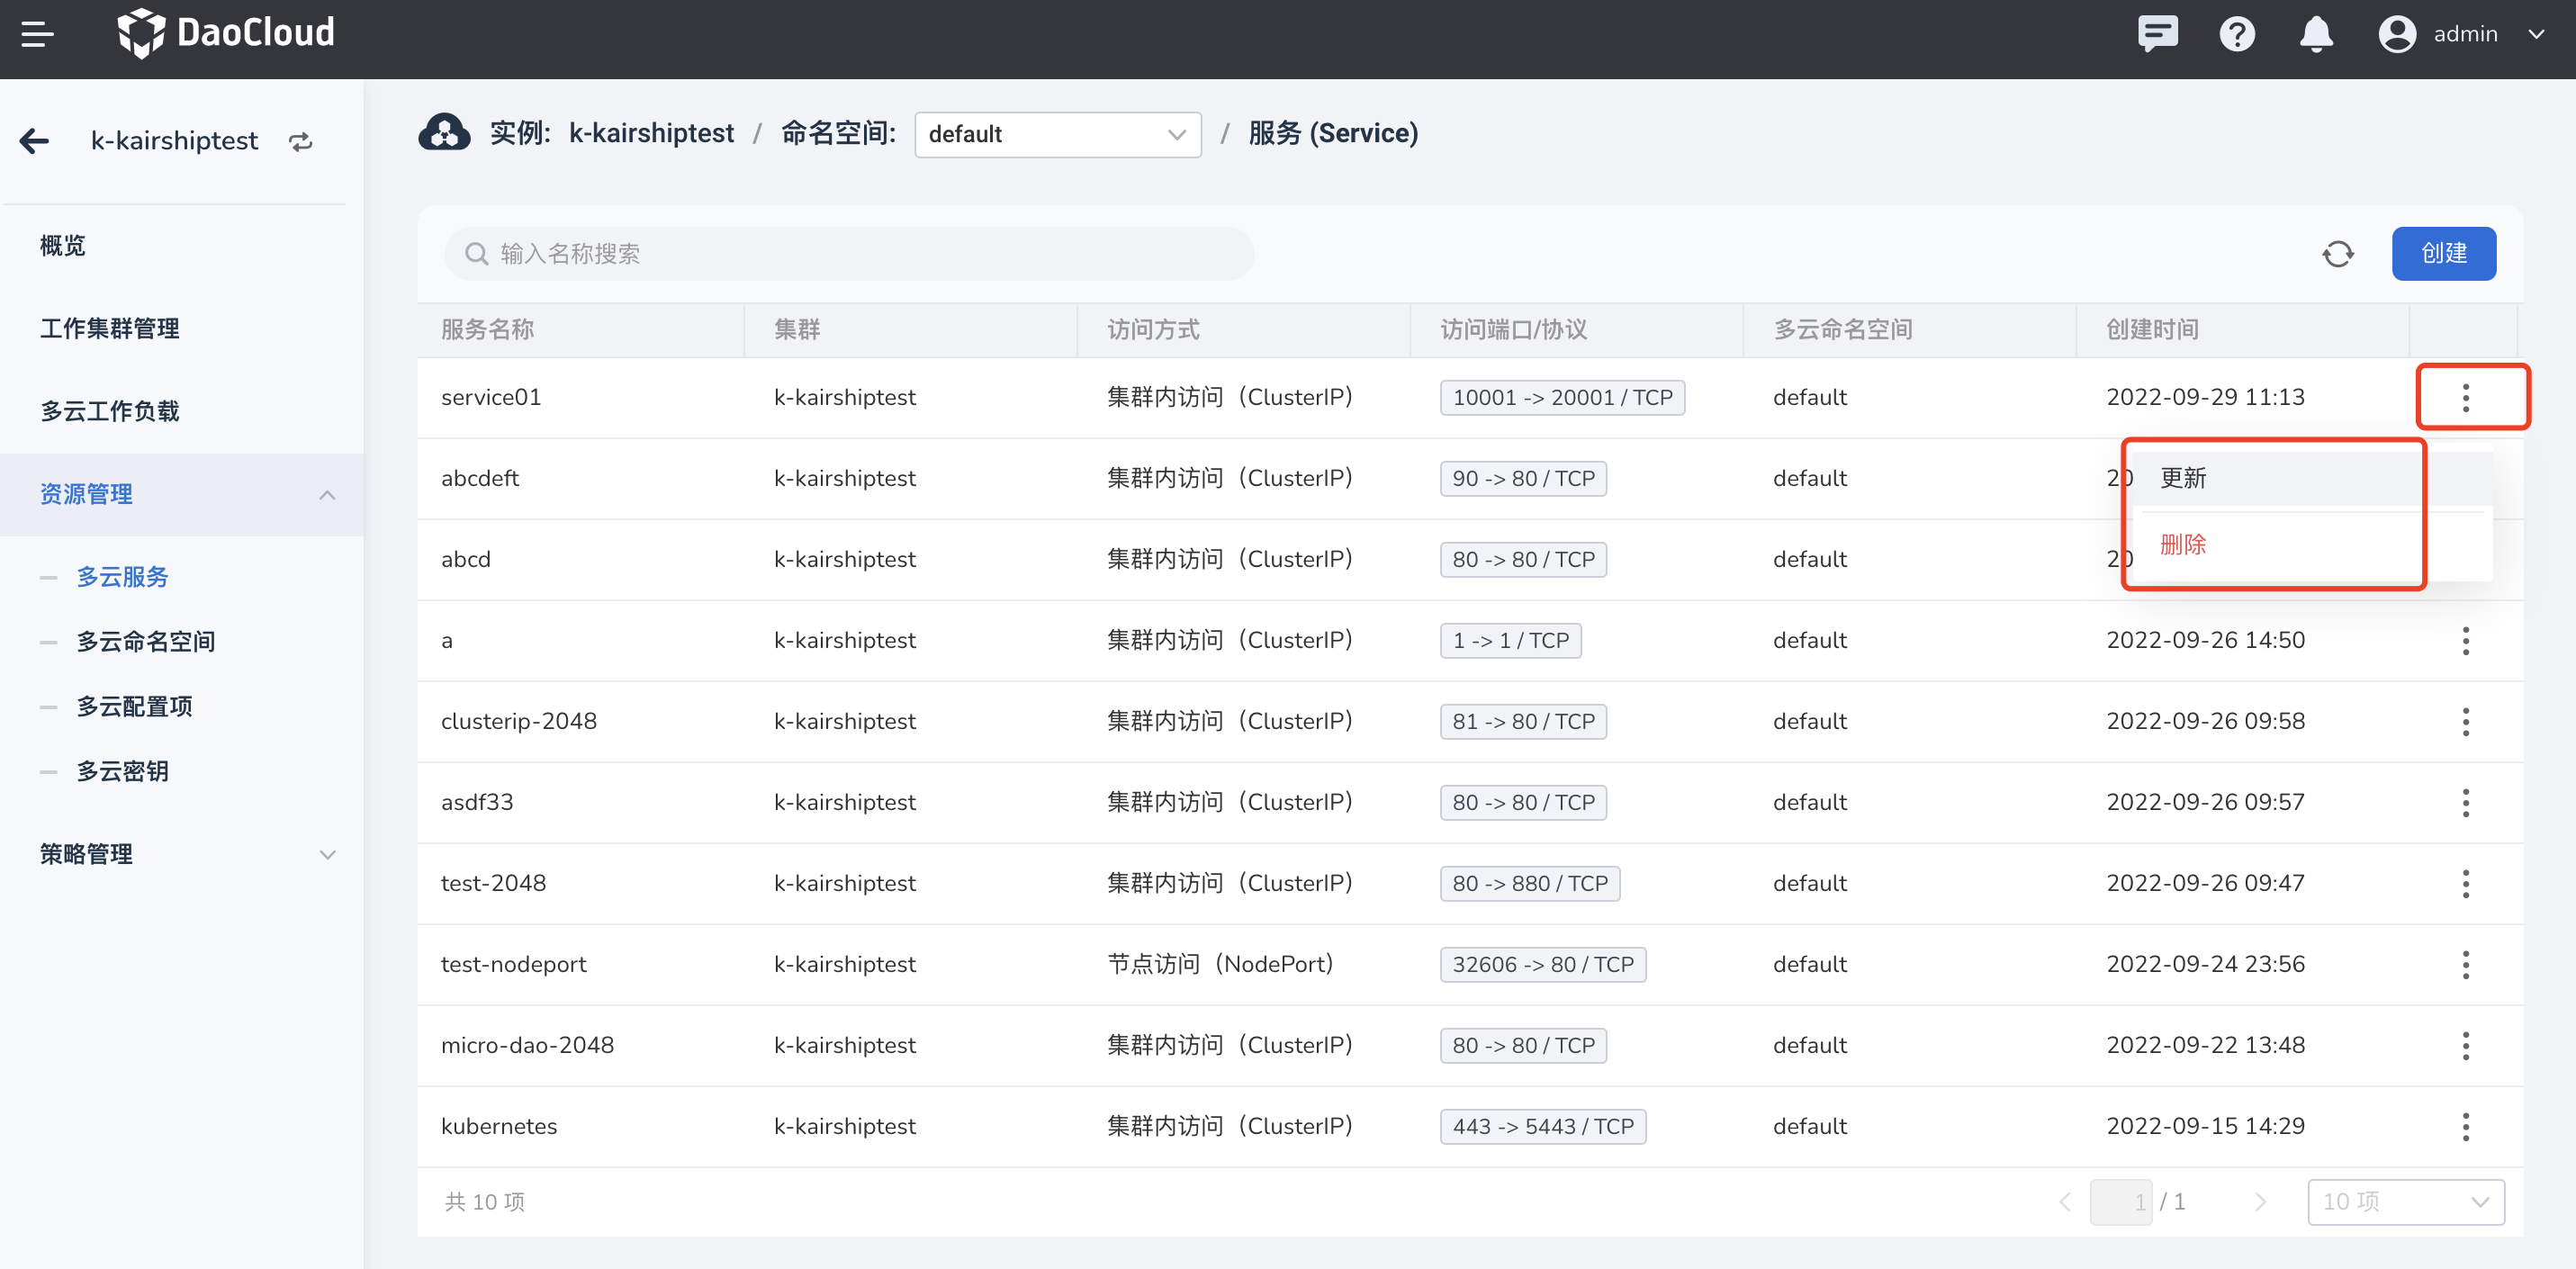 DaoCloud
admin
k-kairshiptest
实例: k-kairshiptest / 命名空间: default / 服务 (Service)
概览
工作集群管理
多云工作负载
资源管理
多云服务
多云命名空间
多云配置项
多云密钥
策略管理
输入名称搜索
创建
服务名称 集群 访问方式 访问端口/协议 多云命名空间 创建时间
service01 k-kairshiptest 集群内访问（ClusterIP） 10001 -> 20001 / TCP default 2022-09-29 11:13
abcdeft k-kairshiptest 集群内访问（ClusterIP） 90 -> 80 / TCP default 20
更新
abcd k-kairshiptest 集群内访问（ClusterIP） 80 -> 80 / TCP default 20
删除
a k-kairshiptest 集群内访问（ClusterIP） 1 -> 1 / TCP default 2022-09-26 14:50
clusterip-2048 k-kairshiptest 集群内访问（ClusterIP） 81 -> 80 / TCP default 2022-09-26 09:58
asdf33 k-kairshiptest 集群内访问（ClusterIP） 80 -> 80 / TCP default 2022-09-26 09:57
test-2048 k-kairshiptest 集群内访问（ClusterIP） 80 -> 880 / TCP default 2022-09-26 09:47
test-nodeport k-kairshiptest 节点访问（NodePort） 32606 -> 80 / TCP default 2022-09-24 23:56
micro-dao-2048 k-kairshiptest 集群内访问（ClusterIP） 80 -> 80 / TCP default 2022-09-22 13:48
kubernetes k-kairshiptest 集群内访问（ClusterIP） 443 -> 5443 / TCP default 2022-09-15 14:29
共 10 项
1 / 1
10 项